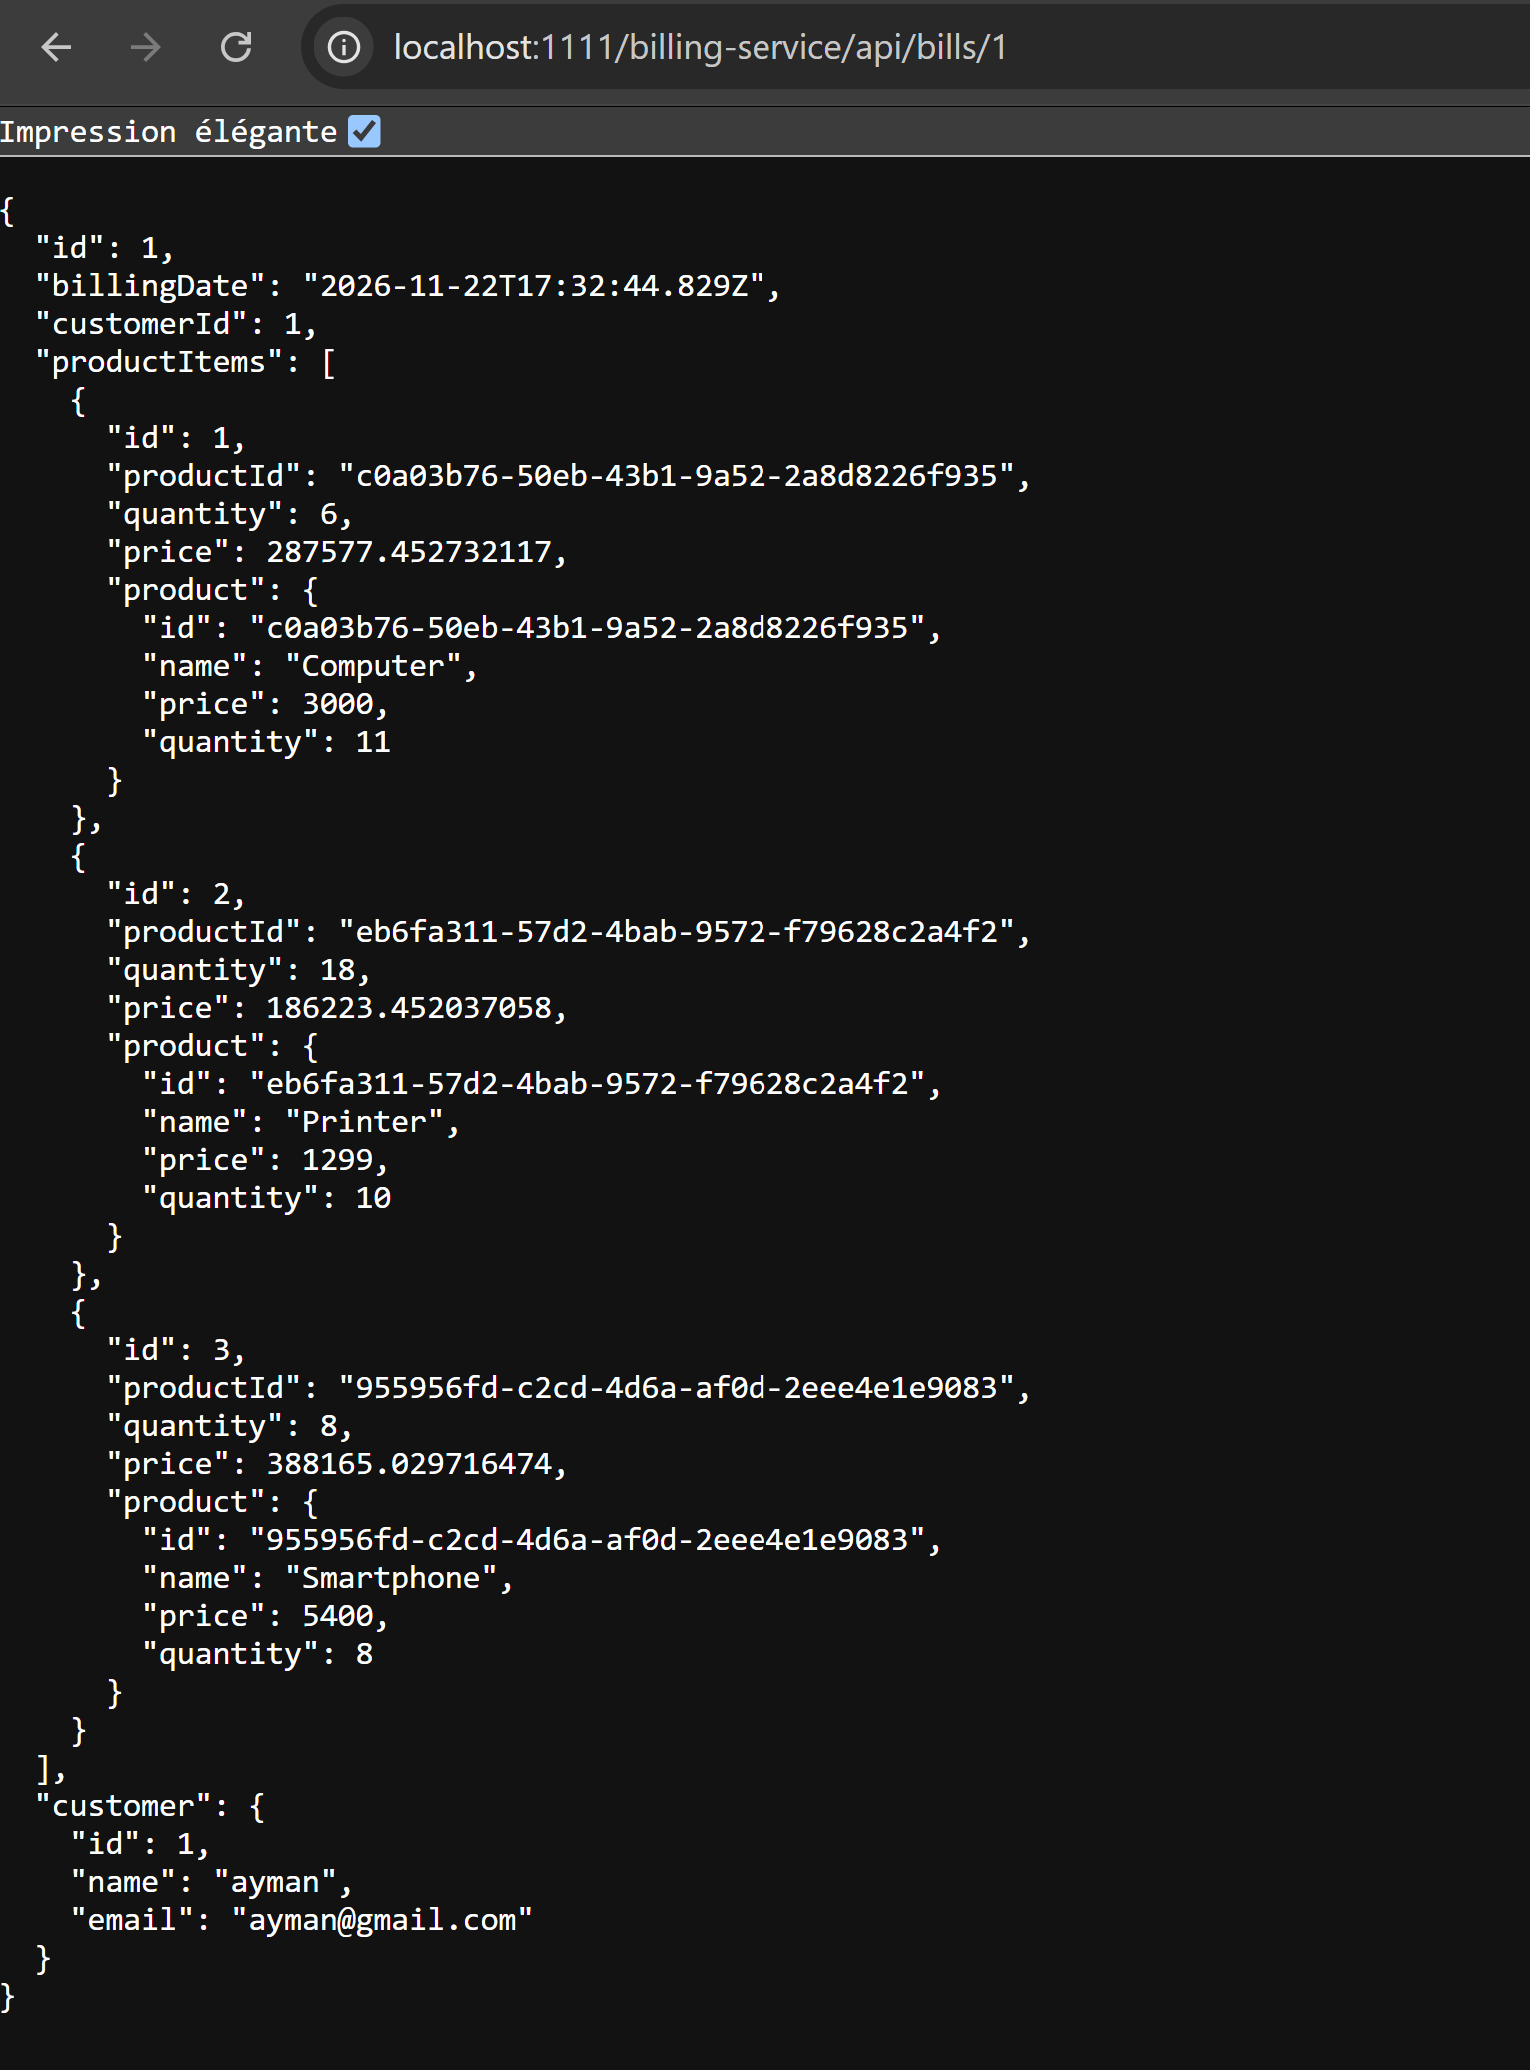 localhost:1111/billing-service/api/bills/1
Impression élégante
{
  "id": 1,
  "billingDate": "2026-11-22T17:32:44.829Z",
  "customerId": 1,
  "productItems": [
    {
      "id": 1,
      "productId": "c0a03b76-50eb-43b1-9a52-2a8d8226f935",
      "quantity": 6,
      "price": 287577.452732117,
      "product": {
        "id": "c0a03b76-50eb-43b1-9a52-2a8d8226f935",
        "name": "Computer",
        "price": 3000,
        "quantity": 11
      }
    },
    {
      "id": 2,
      "productId": "eb6fa311-57d2-4bab-9572-f79628c2a4f2",
      "quantity": 18,
      "price": 186223.452037058,
      "product": {
        "id": "eb6fa311-57d2-4bab-9572-f79628c2a4f2",
        "name": "Printer",
        "price": 1299,
        "quantity": 10
      }
    },
    {
      "id": 3,
      "productId": "955956fd-c2cd-4d6a-af0d-2eee4e1e9083",
      "quantity": 8,
      "price": 388165.029716474,
      "product": {
        "id": "955956fd-c2cd-4d6a-af0d-2eee4e1e9083",
        "name": "Smartphone",
        "price": 5400,
        "quantity": 8
      }
    }
  ],
  "customer": {
    "id": 1,
    "name": "ayman",
    "email": "ayman@gmail.com"
  }
}